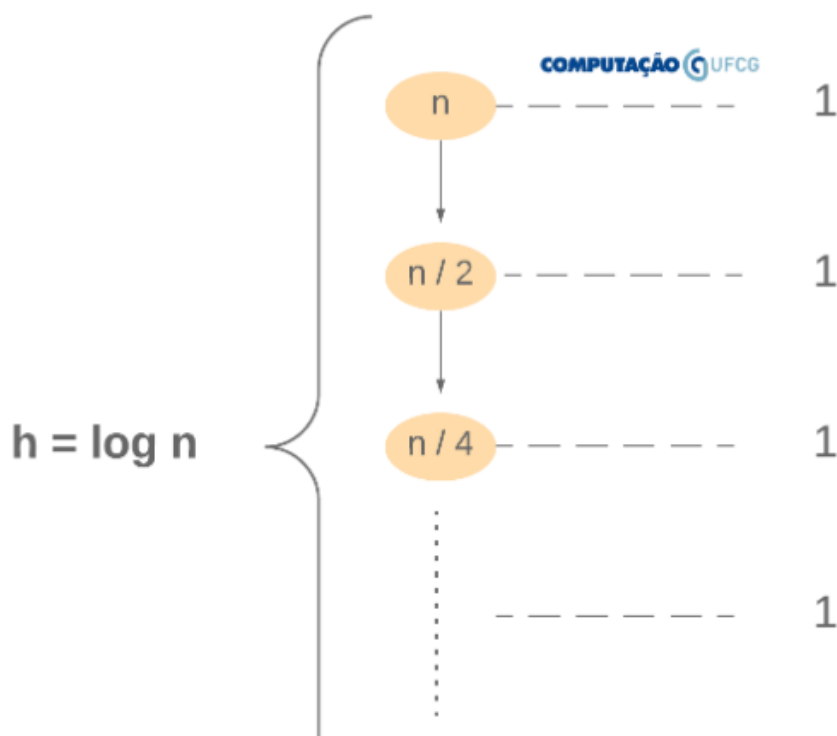 COMPUTAÇÃO UFCG
n 1
n / 2 1
h = log n
n / 4 1
1